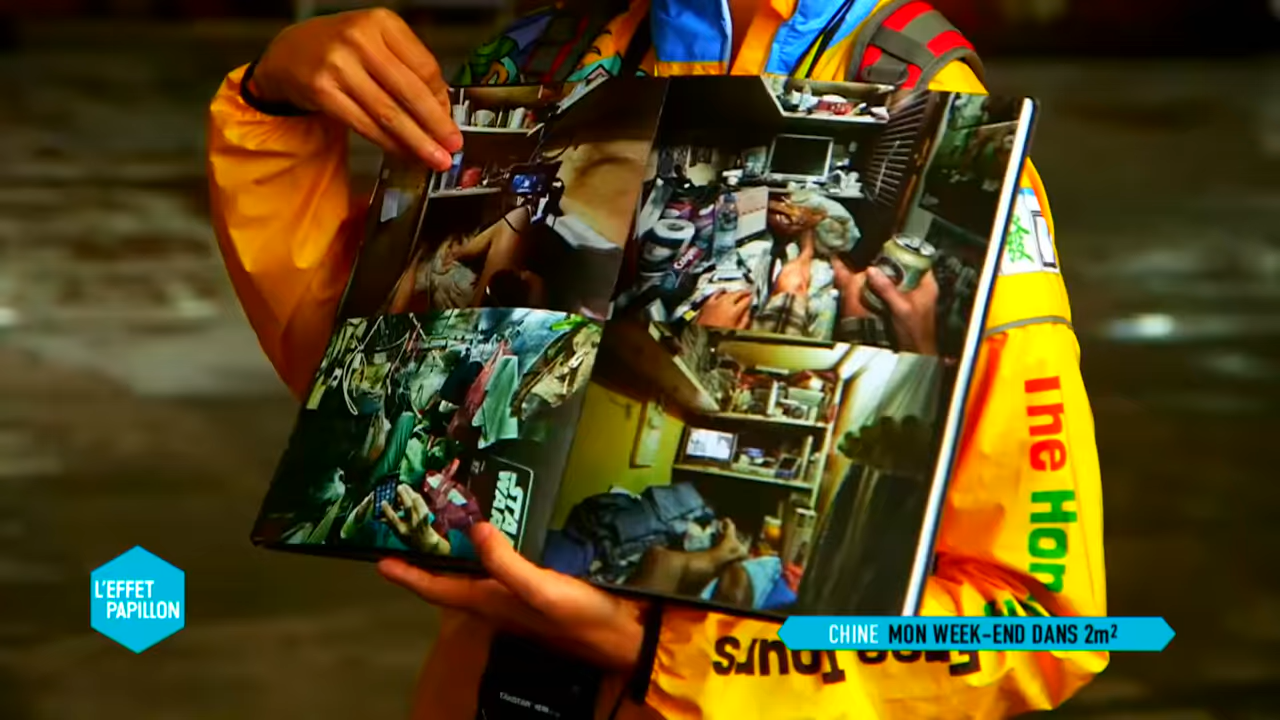 STAR
WARS
The Hon
Free Tours
L'EFFET
PAPILLON
CHINE MON WEEK-END DANS 2m²